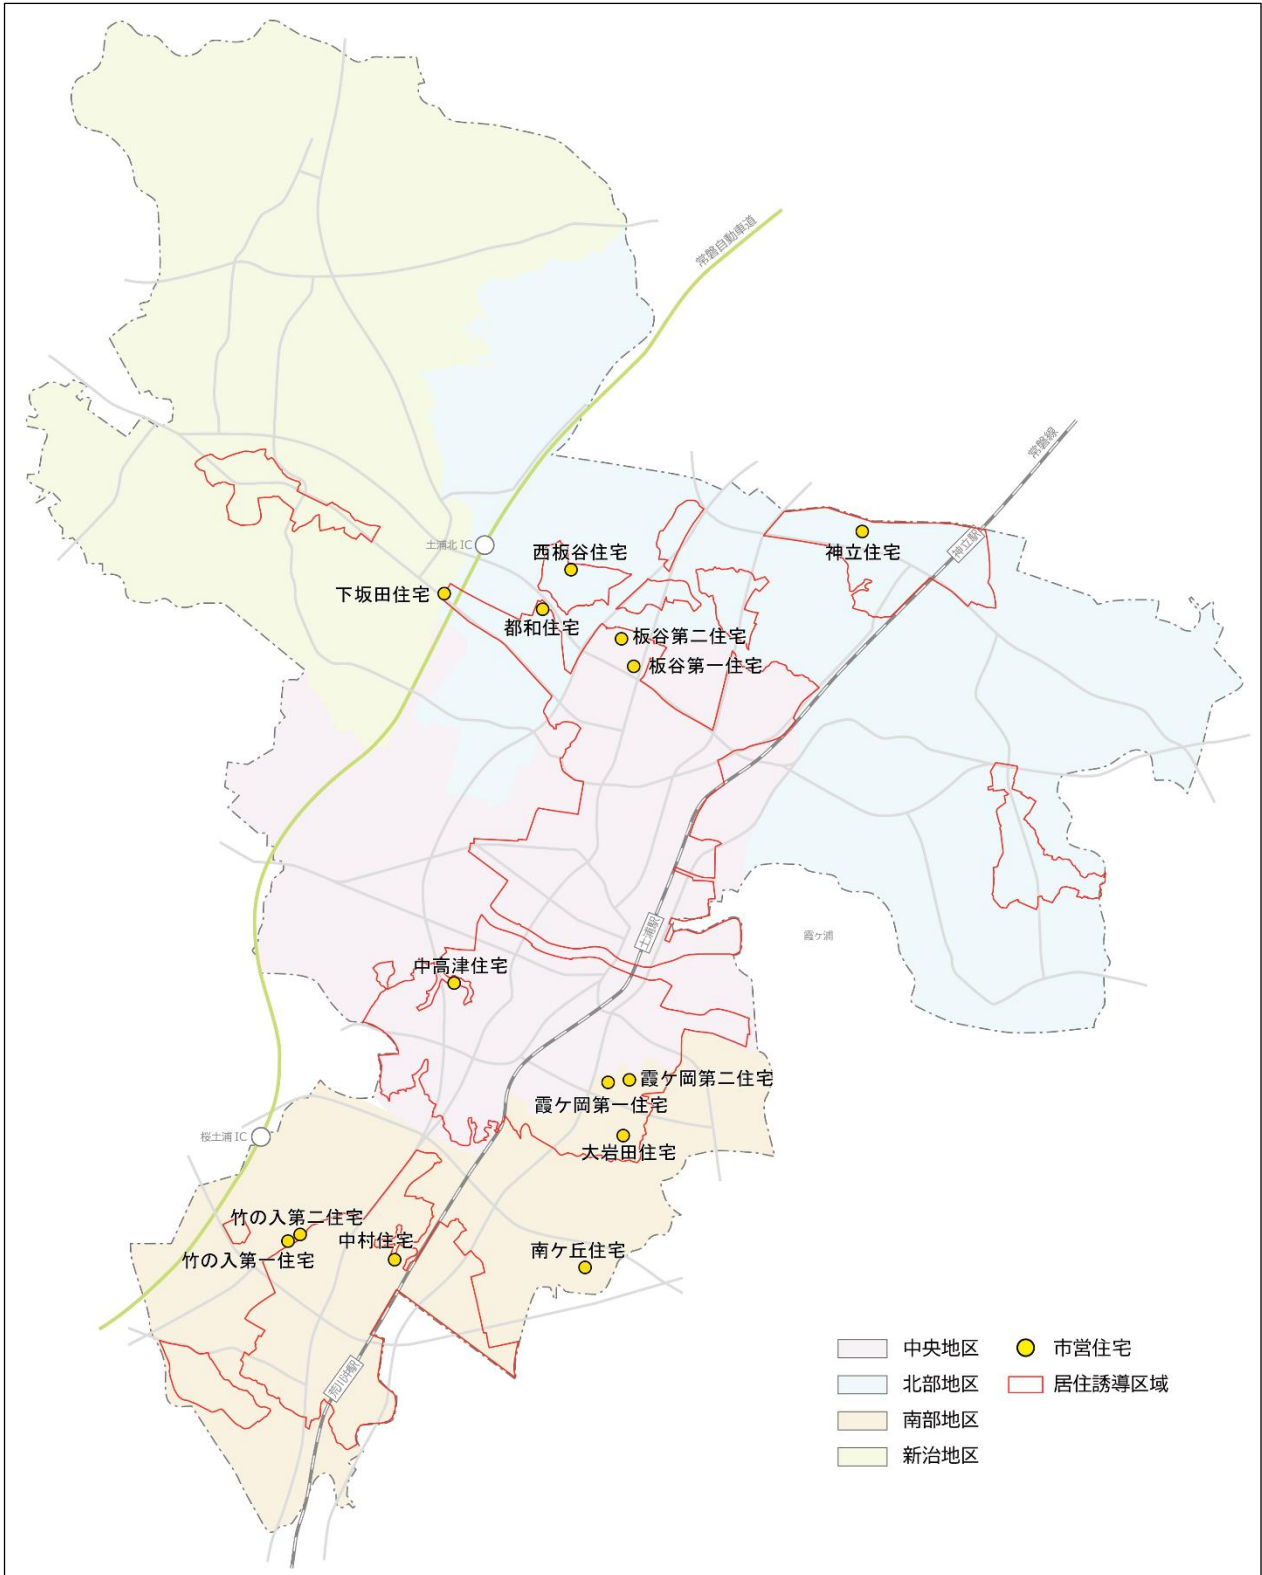 常磐自動車道
常磐線
土浦北 IC
西板谷住宅
神立住宅
神立駅
下坂田住宅
都和住宅
板谷第二住宅
板谷第一住宅
土浦駅
霞ヶ浦
中高津住宅
霞ケ岡第二住宅
霞ケ岡第一住宅
桜土浦 IC
大岩田住宅
竹の入第二住宅
中村住宅
竹の入第一住宅
南ケ丘住宅
荒川沖駅
中央地区
市営住宅
北部地区
居住誘導区域
南部地区
新治地区